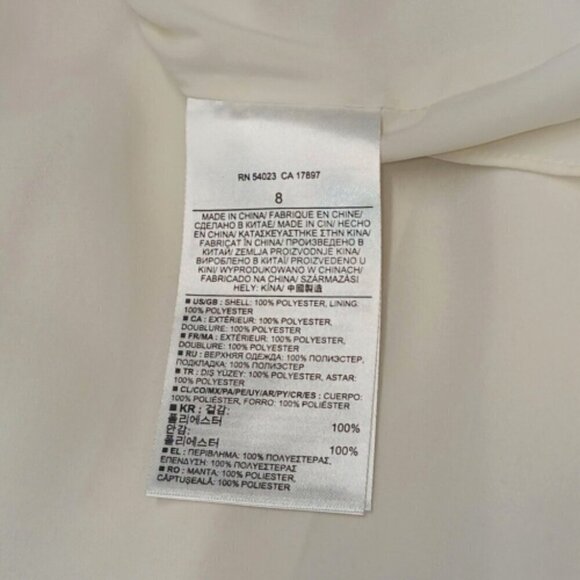 RN 54023 CA 17897
8
MADE IN CHINA/ FABRIQUE EN CHINE/
СДЕЛАНО В КИТАЕ/ MADE IN CIN/ HECHO
EN CHINA/ ΚΑΤΑΣΚΕΥΑΣΤΗΚΕ ΣΤΗΝ ΚΙΝΑ/
FABRICAT ÎN CHINA/ ПРОИЗВЕДЕНО В
КИТАЙ/ ZEMLJA PROIZVODNJE KINA/
ВИРОБЛЕНО В КИТАЇ/ PROIZVEDENO U
KINI/ WYPRODUKOWANO W CHINACH/
FABRICADO NA CHINA/ SZÁRMAZÁSI
HELY: KÍNA/ 中國製造
■ US/GB : SHELL: 100% POLYESTER, LINING:
100% POLYESTER
■ CA : EXTÉRIEUR: 100% POLYESTER,
DOUBLURE: 100% POLYESTER
■ FR/MA : EXTÉRIEUR: 100% POLYESTER,
DOUBLURE: 100% POLYESTER
■ RU : ВЕРХНЯЯ ОДЕЖДА: 100% ПОЛИЭСТЕР,
ПОДКЛАДКА: 100% ПОЛИЭСТЕР
■ TR : DIŞ YÜZEY: 100% POLYESTER, ASTAR:
100% POLYESTER
■ CL/CO/MX/PA/PE/UY/AR/PY/CR/ES : CUERPO:
100% POLIÉSTER, FORRO: 100% POLIÉSTER
■ KR : 겉감:
폴리에스터 100%
안감:
폴리에스터 100%
■ EL : ΠΕΡΙΒΛΗΜΑ: 100% ΠΟΛΥΕΣΤΕΡΑΣ,
ΕΠΕΝΔΥΣΗ: 100% ΠΟΛΥΕΣΤΕΡΑΣ
■ RO : MANTA: 100% POLIESTER,
CĂPTUȘEALĂ: 100% POLIESTER